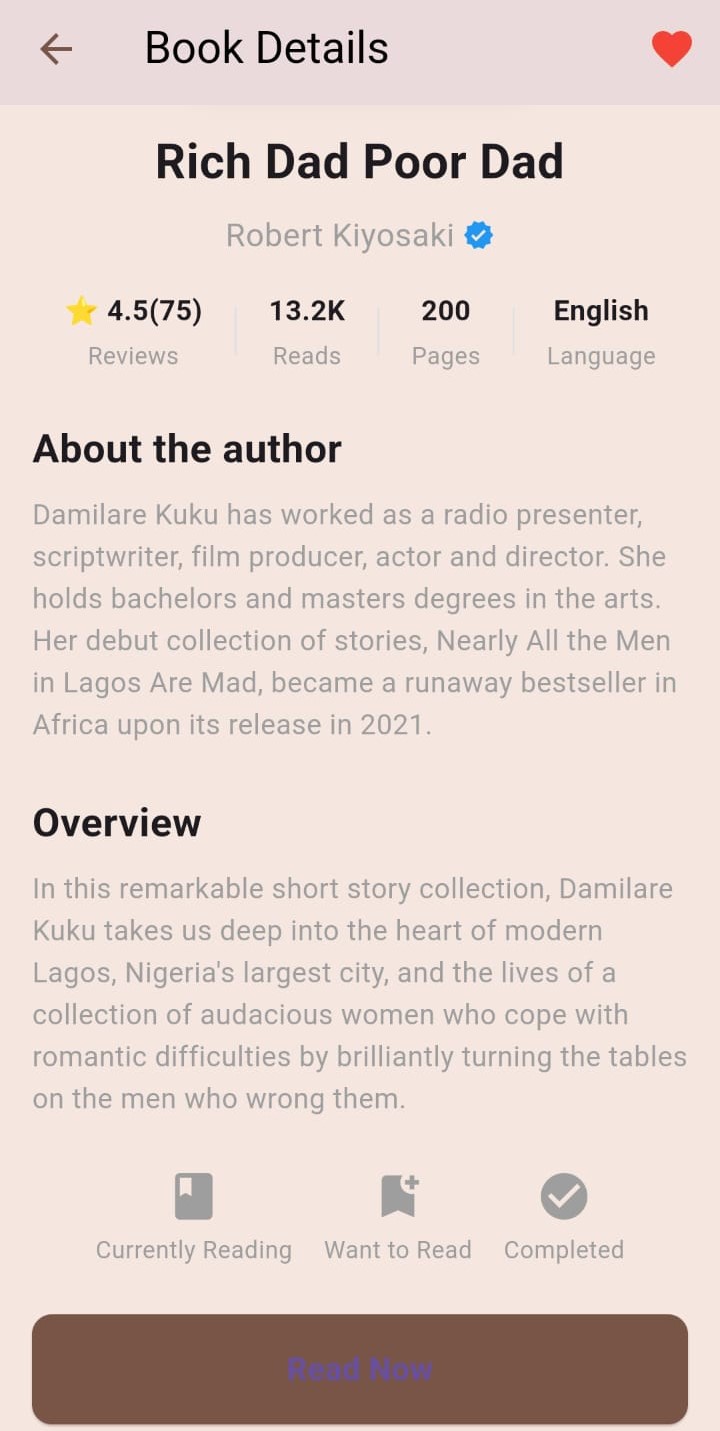 Book Details
Rich Dad Poor Dad
Robert Kiyosaki
4.5(75) 13.2K 200 English
Reviews Reads Pages Language
About the author
Damilare Kuku has worked as a radio presenter,
scriptwriter, film producer, actor and director. She
holds bachelors and masters degrees in the arts.
Her debut collection of stories, Nearly All the Men
in Lagos Are Mad, became a runaway bestseller in
Africa upon its release in 2021.
Overview
In this remarkable short story collection, Damilare
Kuku takes us deep into the heart of modern
Lagos, Nigeria's largest city, and the lives of a
collection of audacious women who cope with
romantic difficulties by brilliantly turning the tables
on the men who wrong them.
Currently Reading Want to Read Completed
Read Now